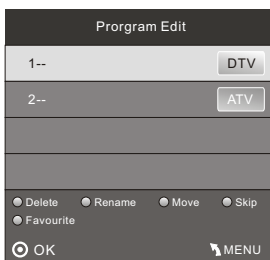 Prorgram Edit
1-- DTV
2-- ATV
Delete Rename Move Skip
Favourite
OK MENU